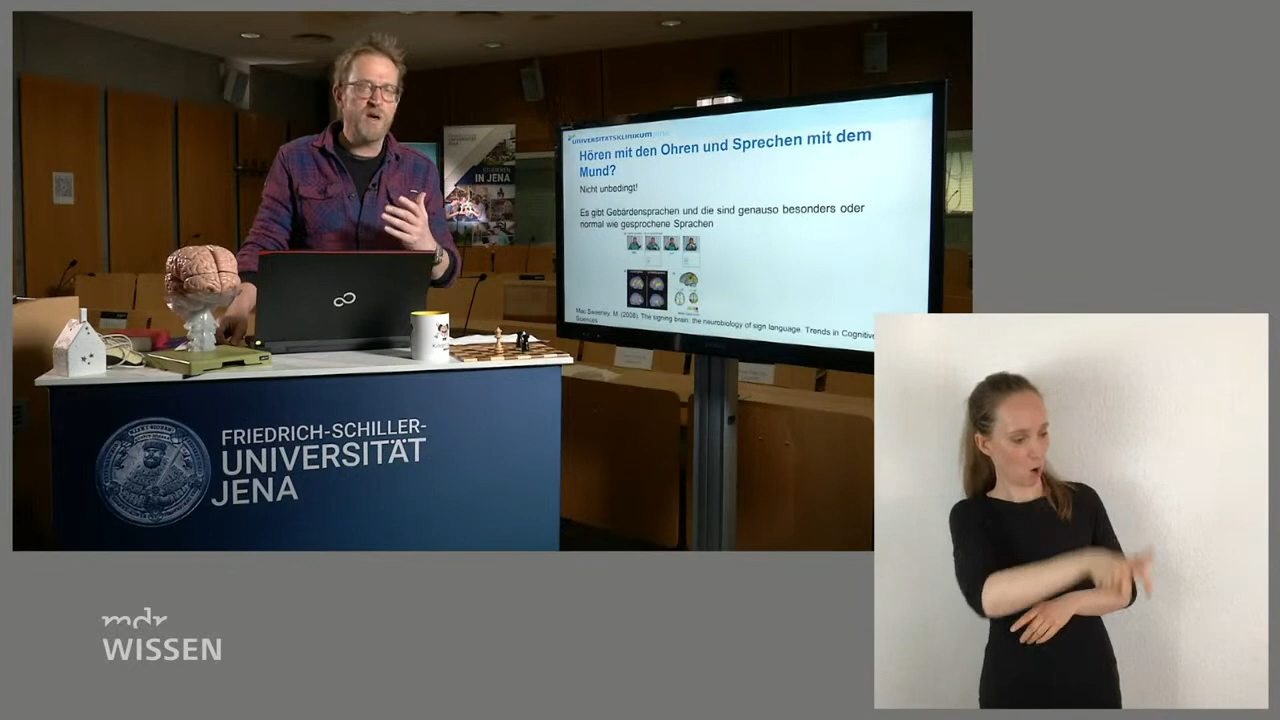 UNIVERSITÄTSKLINIKUM
Hören mit den Ohren und Sprechen mit dem
Mund?
Nicht unbedingt!
Es gibt Gebärdensprachen und die sind genauso besonders oder
normal wie gesprochene Sprachen
Mac Sweeney, M. (2008). The signing brain: the neurobiology of sign language. Trends in Cognitive
Sciences
STUDIEREN
IN JENA
FRIEDRICH-SCHILLER-
UNIVERSITÄT
JENA
mdr
WISSEN